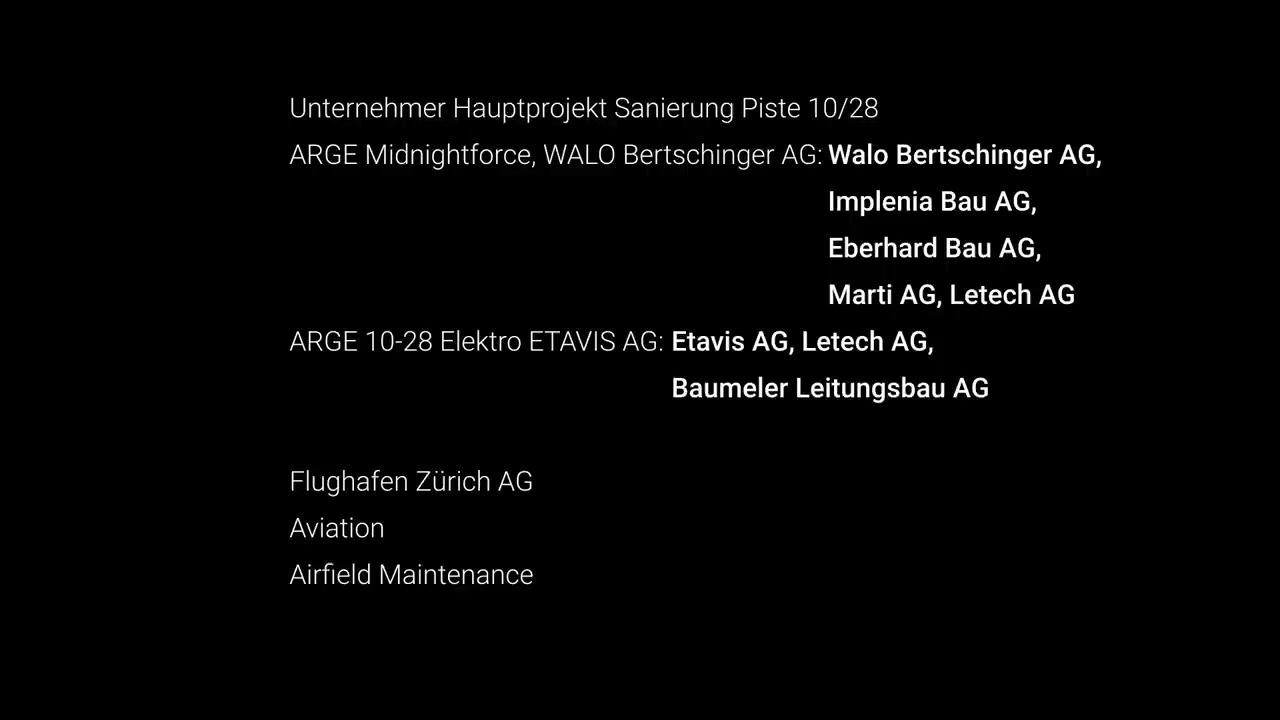 Unternehmer Hauptprojekt Sanierung Piste 10/28
ARGE Midnightforce, WALO Bertschinger AG: Walo Bertschinger AG,
Implenia Bau AG,
Eberhard Bau AG,
Marti AG, Letech AG
ARGE 10-28 Elektro ETAVIS AG: Etavis AG, Letech AG,
Baumeler Leitungsbau AG
Flughafen Zürich AG
Aviation
Airfield Maintenance